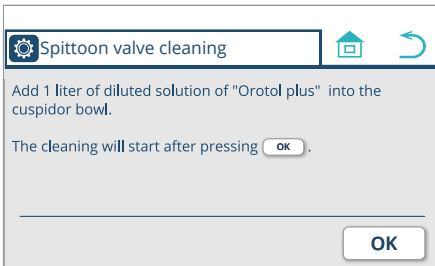 Spittoon valve cleaning
Add 1 liter of diluted solution of "Orotol plus" into the
cuspidor bowl.
The cleaning will start after pressing OK .
OK